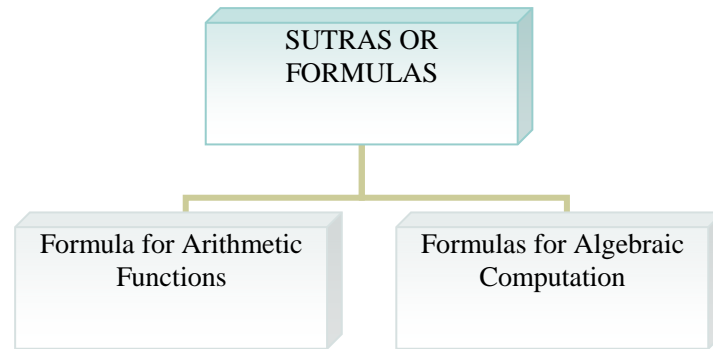 SUTRAS OR
FORMULAS
Formula for Arithmetic
Functions
Formulas for Algebraic
Computation